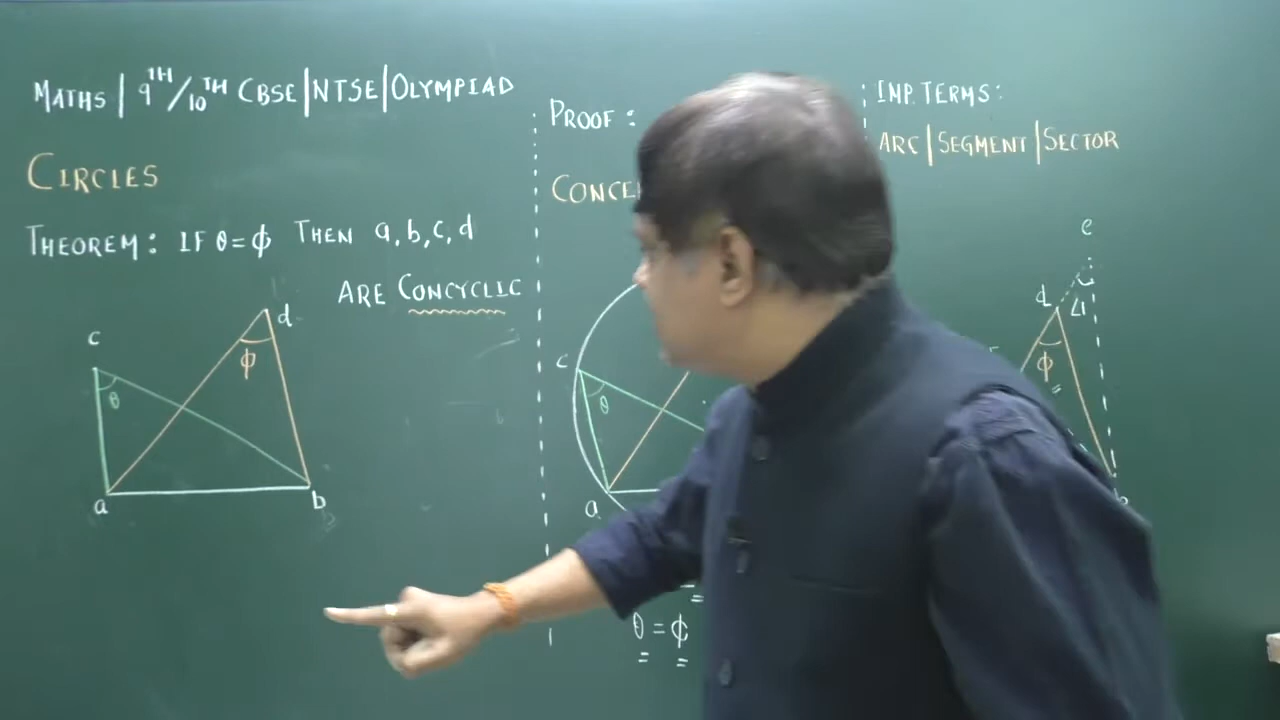 MATHS | 9TH/10TH CBSE|NTSE|OLYMPIAD
CIRCLES
THEOREM: IF θ=ϕ THEN a,b,c,d
ARE CONCYCLIC
c
d
θ
ϕ
a
b
PROOF:
c
θ
a
θ = ϕ
IMP. TERMS:
ARC|SEGMENT|SECTOR
e
d
ϕ